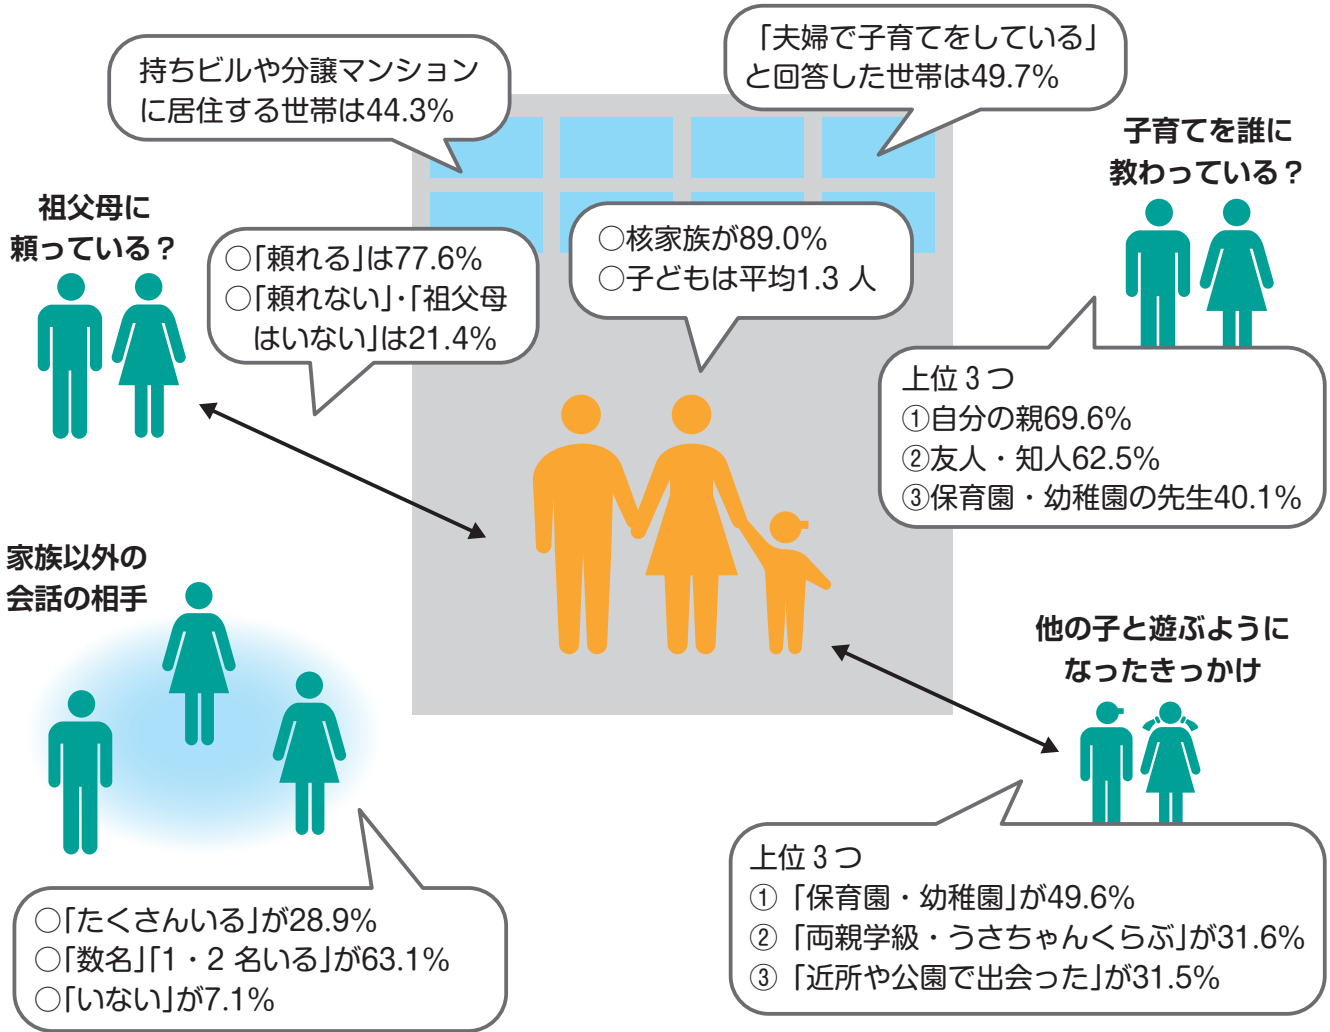 持ちビルや分譲マンション
に居住する世帯は44.3%
「夫婦で子育てをしている」
と回答した世帯は49.7%
子育てを誰に
教わっている？
祖父母に
頼っている？
○「頼れる」は77.6%
○「頼れない」・「祖父母
はいない」は21.4%
○核家族が89.0%
○子どもは平均1.3 人
上位３つ
①自分の親69.6%
②友人・知人62.5%
③保育園・幼稚園の先生40.1%
家族以外の
会話の相手
他の子と遊ぶように
なったきっかけ
○「たくさんいる」が28.9%
○「数名」「1・2 名いる」が63.1%
○「いない」が7.1%
上位３つ
①「保育園・幼稚園」が49.6%
②「両親学級・うさちゃんくらぶ」が31.6%
③「近所や公園で出会った」が31.5%